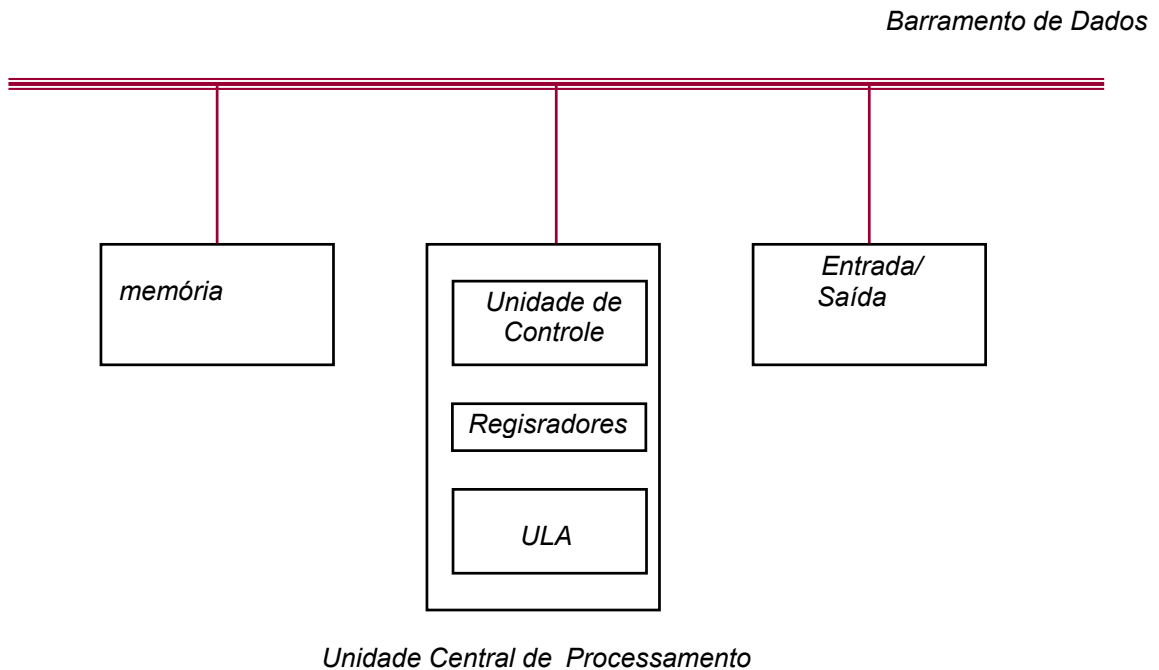 Barramento de Dados
memória
Unidade de
Controle
Regisradores
ULA
Entrada/
Saída
Unidade Central de Processamento